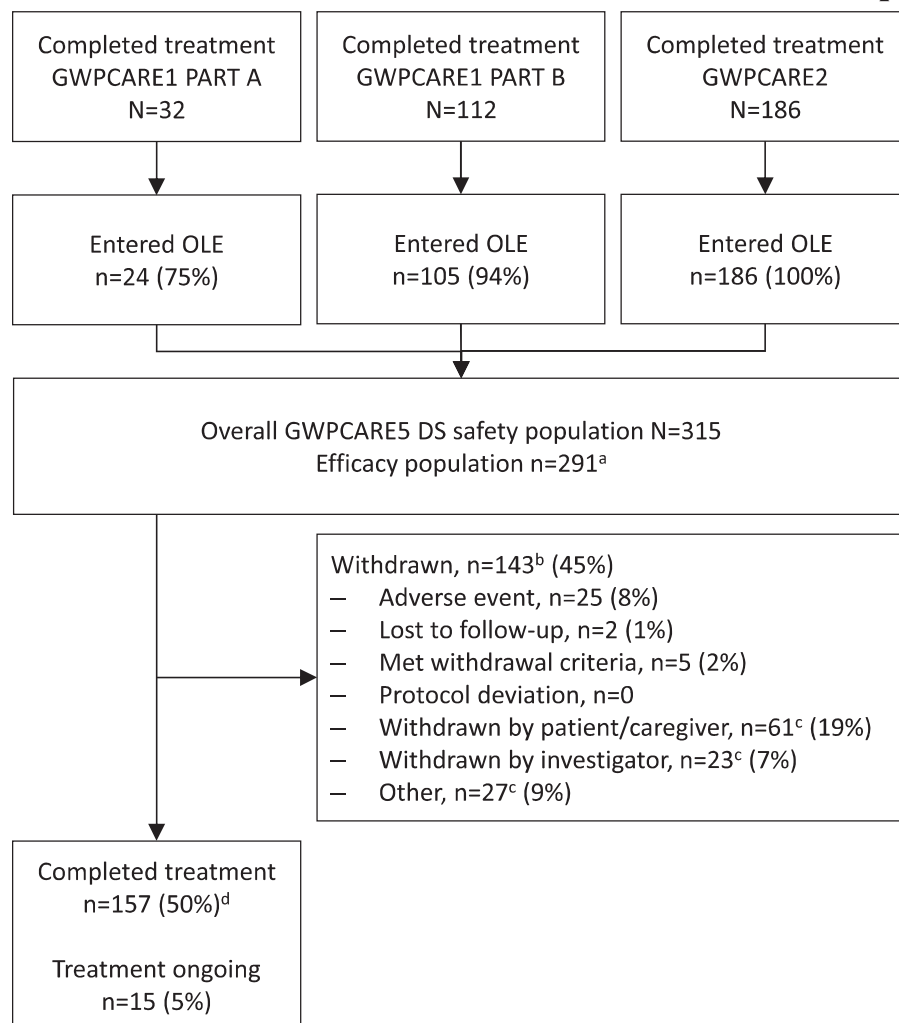 Completed treatment
GWPCARE1 PART A
N=32
Completed treatment
GWPCARE1 PART B
N=112
Completed treatment
GWPCARE2
N=186
Entered OLE
n=24 (75%)
Entered OLE
n=105 (94%)
Entered OLE
n=186 (100%)
Overall GWPCARE5 DS safety population N=315
Efficacy population n=291ᵃ
Withdrawn, n=143ᵇ (45%)
– Adverse event, n=25 (8%)
– Lost to follow-up, n=2 (1%)
– Met withdrawal criteria, n=5 (2%)
– Protocol deviation, n=0
– Withdrawn by patient/caregiver, n=61ᶜ (19%)
– Withdrawn by investigator, n=23ᶜ (7%)
– Other, n=27ᶜ (9%)
Completed treatment
n=157 (50%)ᵈ
Treatment ongoing
n=15 (5%)